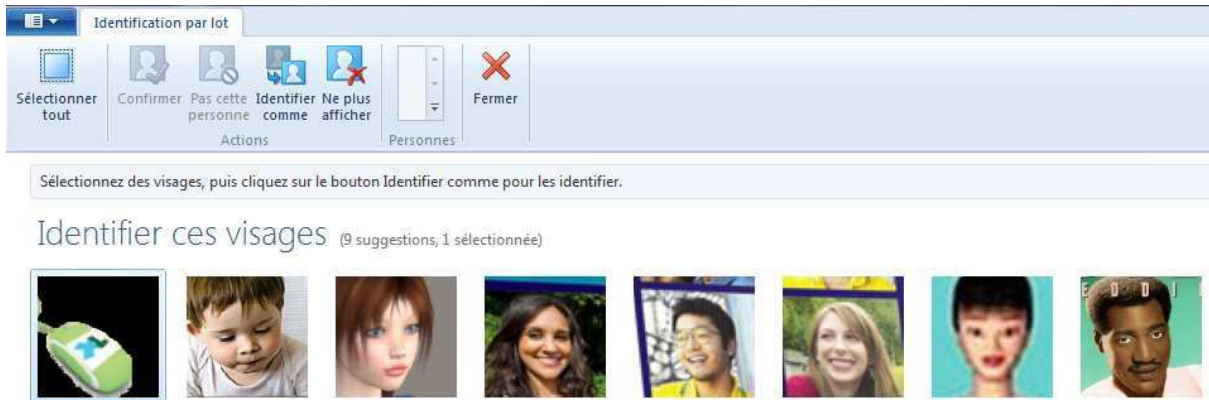 Identification par lot
Sélectionner tout
Confirmer
Pas cette personne
Identifier comme
Ne plus afficher
Fermer
Actions
Personnes
Sélectionnez des visages, puis cliquez sur le bouton Identifier comme pour les identifier.
Identifier ces visages (9 suggestions, 1 sélectionnée)
E D D I